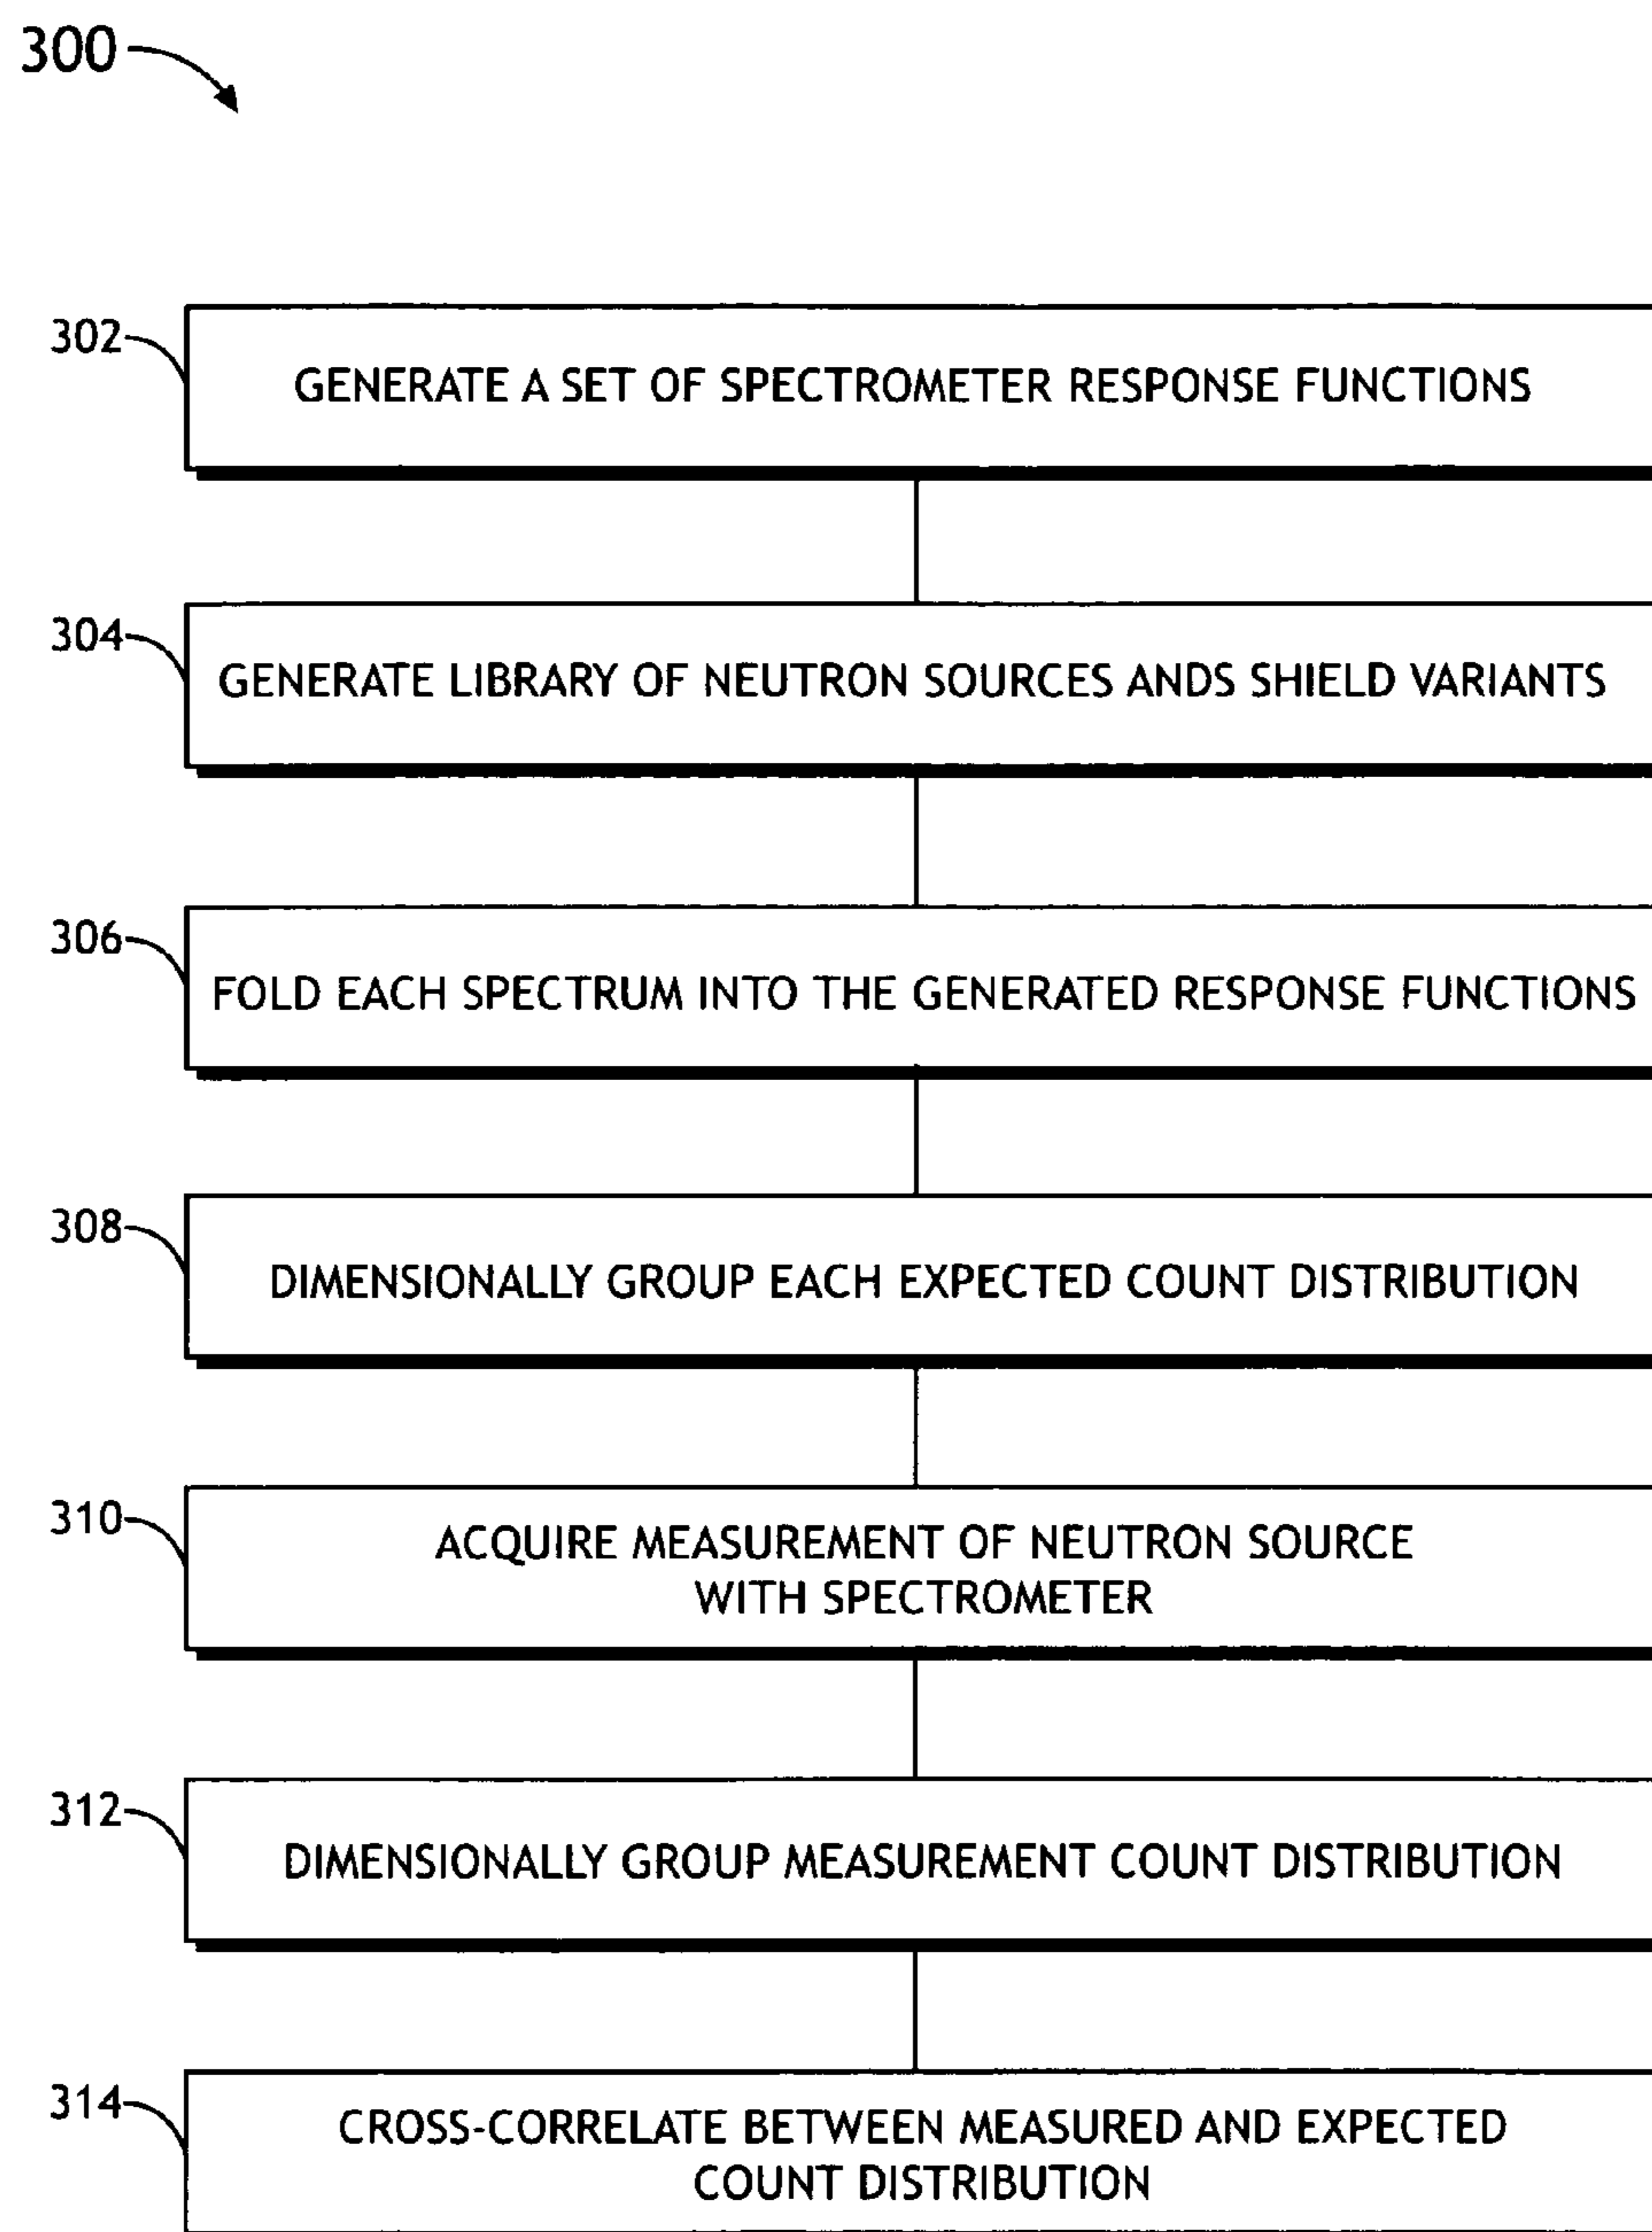 300
302
GENERATE A SET OF SPECTROMETER RESPONSE FUNCTIONS
304
GENERATE LIBRARY OF NEUTRON SOURCES ANDS SHIELD VARIANTS
306
FOLD EACH SPECTRUM INTO THE GENERATED RESPONSE FUNCTIONS
308
DIMENSIONALLY GROUP EACH EXPECTED COUNT DISTRIBUTION
310
ACQUIRE MEASUREMENT OF NEUTRON SOURCE
WITH SPECTROMETER
312
DIMENSIONALLY GROUP MEASUREMENT COUNT DISTRIBUTION
314
CROSS-CORRELATE BETWEEN MEASURED AND EXPECTED
COUNT DISTRIBUTION